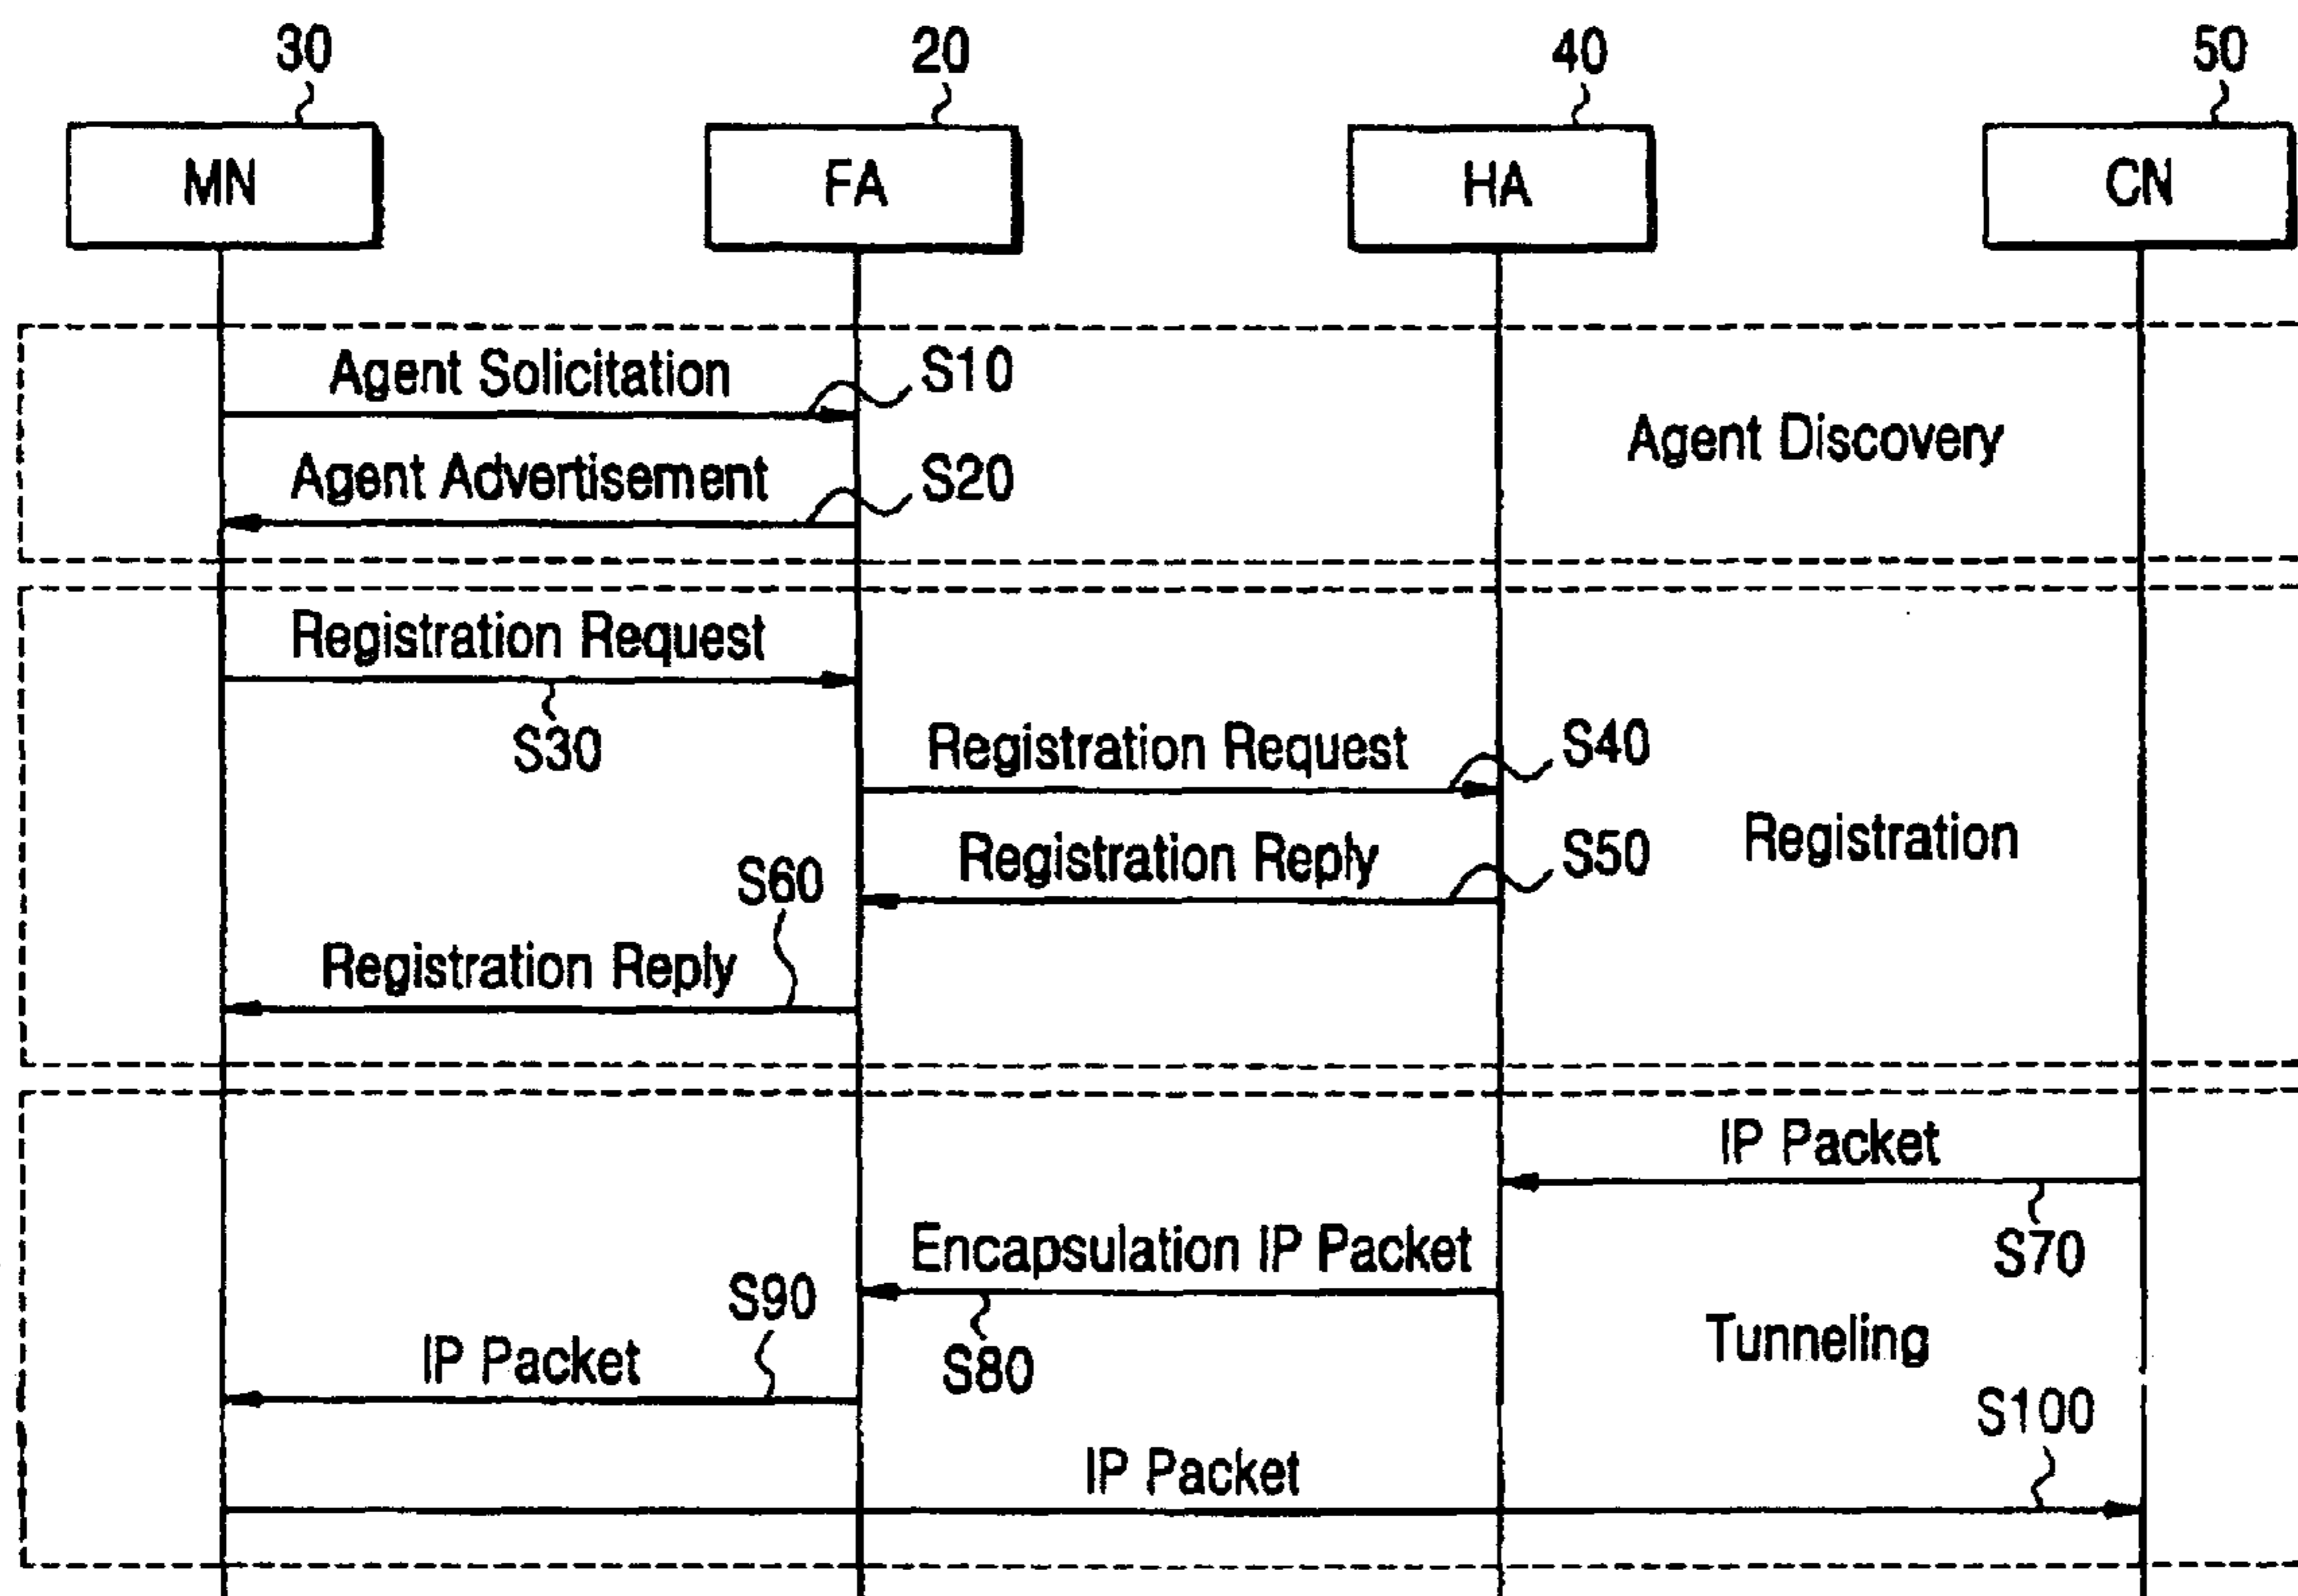 30 20 40 50
MN FA HA CN
Agent Solicitation S10
Agent Discovery
Agent Advertisement S20
Registration Request
S30
Registration Request S40
Registration
Registration Reply S50
S60
Registration Reply
IP Packet
S70
Encapsulation IP Packet
S80
S90
IP Packet
Tunneling
S100
IP Packet